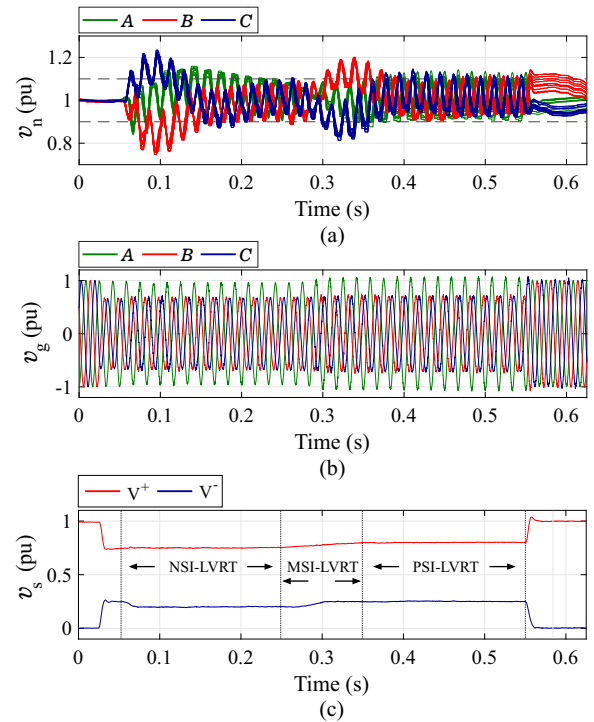 A B C
1.2
1
0.8
v_n (pu)
0 0.1 0.2 0.3 0.4 0.5 0.6
Time (s)
(a)
A B C
1
0
-1
v_g (pu)
0 0.1 0.2 0.3 0.4 0.5 0.6
Time (s)
(b)
V⁺ V⁻
1
0.5
0
v_s (pu)
NSI-LVRT MSI-LVRT PSI-LVRT
0 0.1 0.2 0.3 0.4 0.5 0.6
Time (s)
(c)